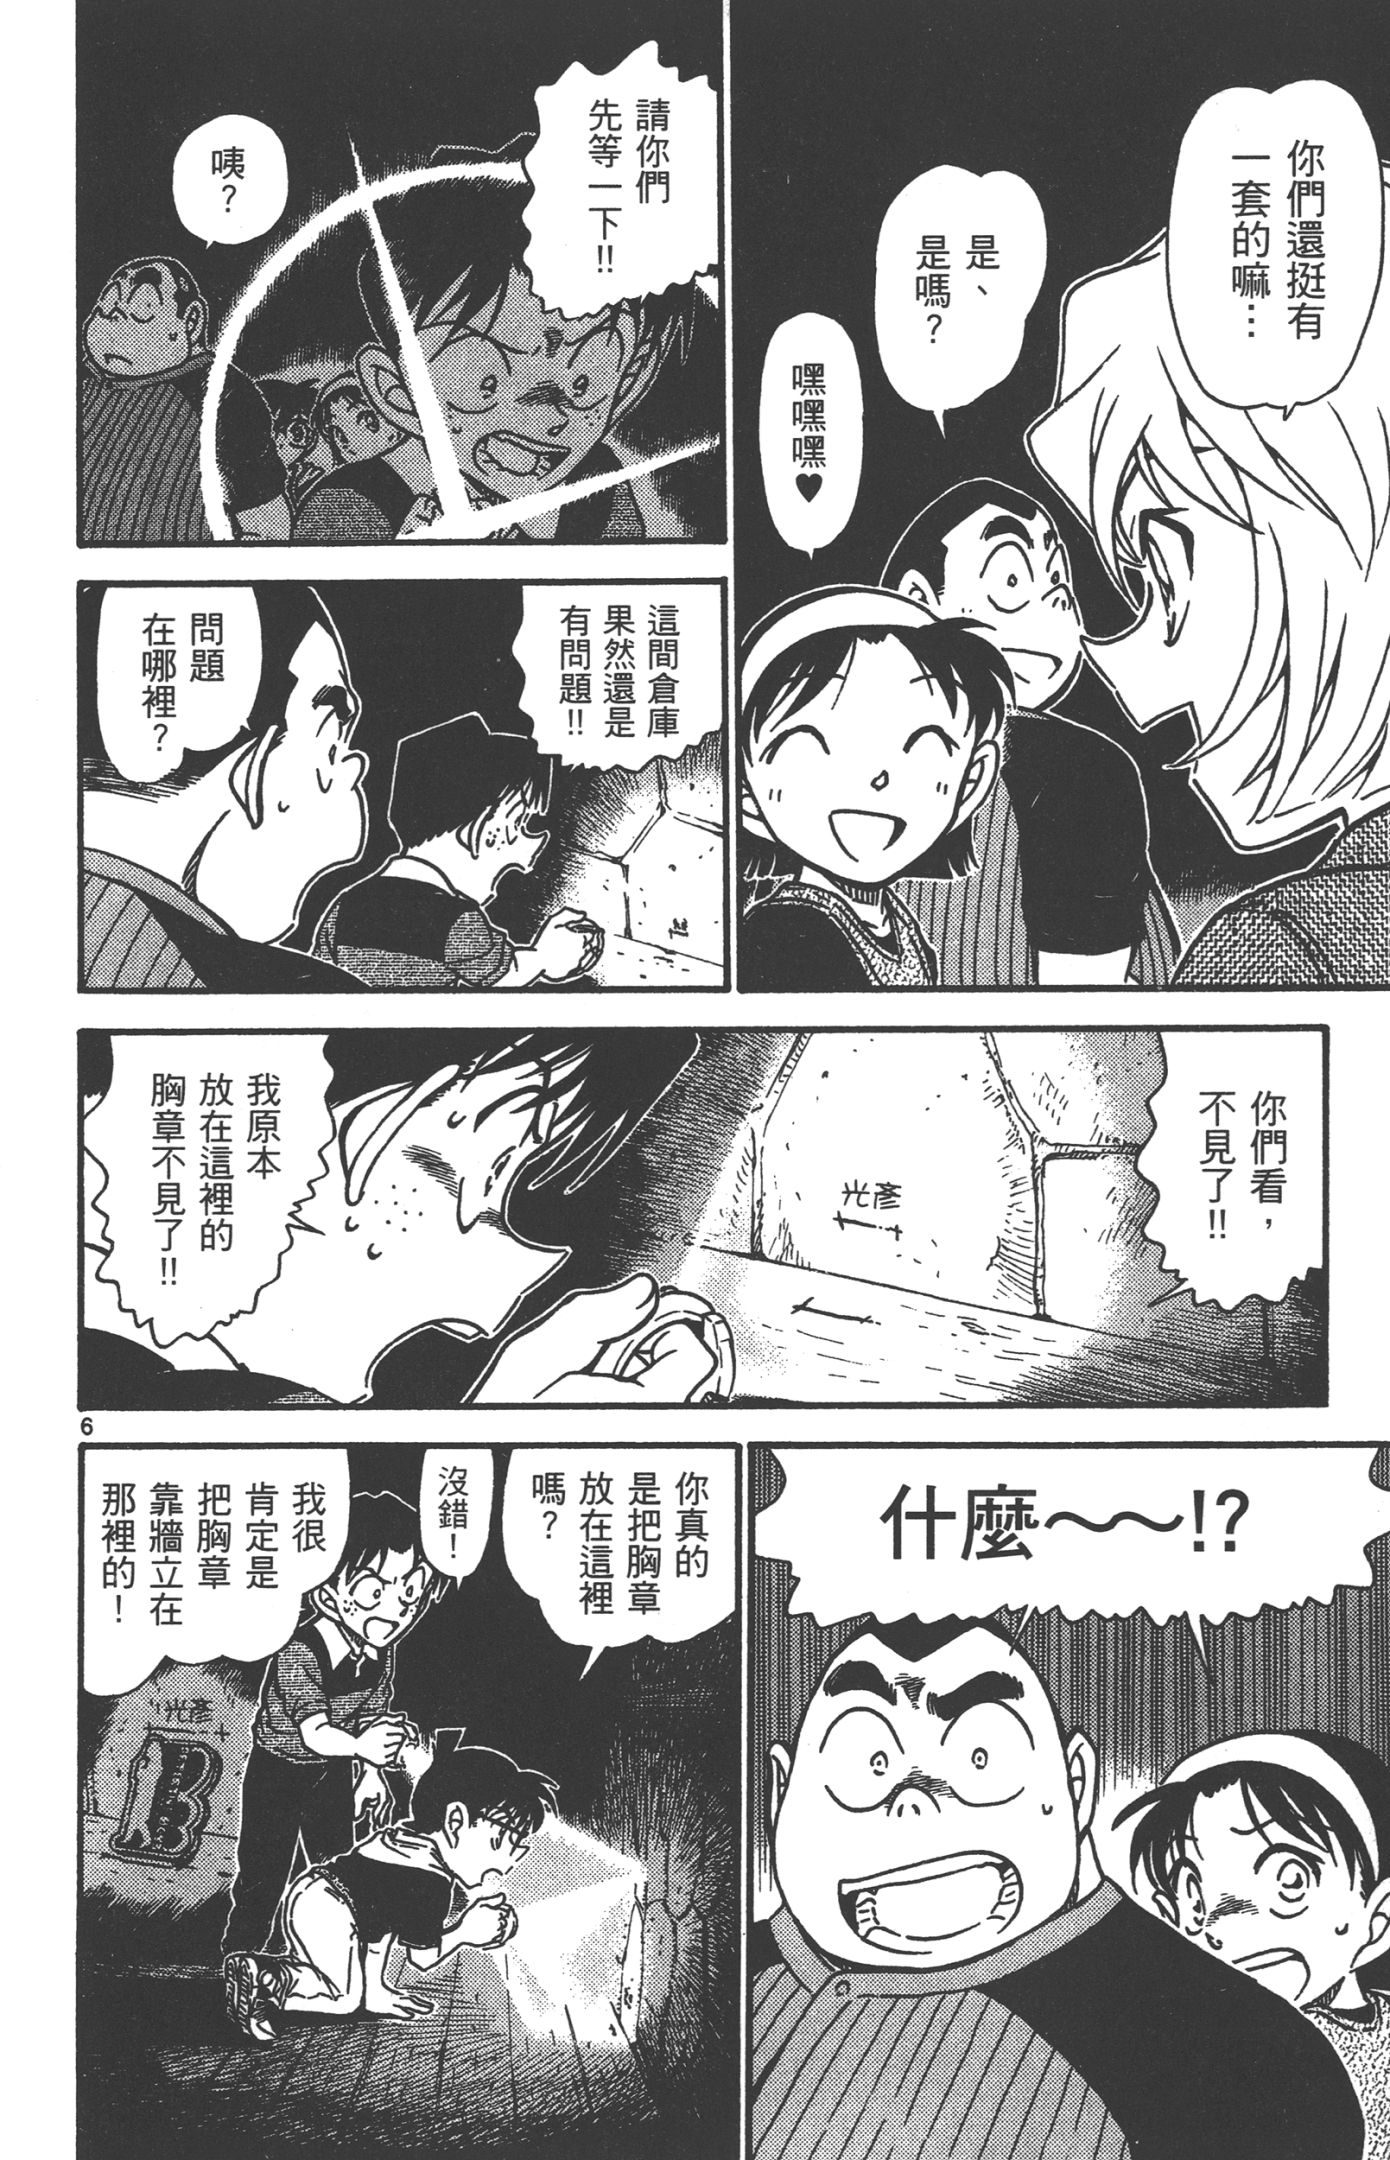 你們還挺有
一套的嘛…
是、
是嗎？
嘿嘿嘿♥
請你們
先等一下!!
咦？
這間倉庫
果然還是
有問題!!
問題
在哪裡？
你們看，
不見了!!
光彥
我原本
放在這裡的
胸章不見了!!
6
什麼～～!?
你真的
是把胸章
放在這裡
嗎？
沒錯！
我很
肯定是
把胸章
靠牆立在
那裡的！
光彥
B